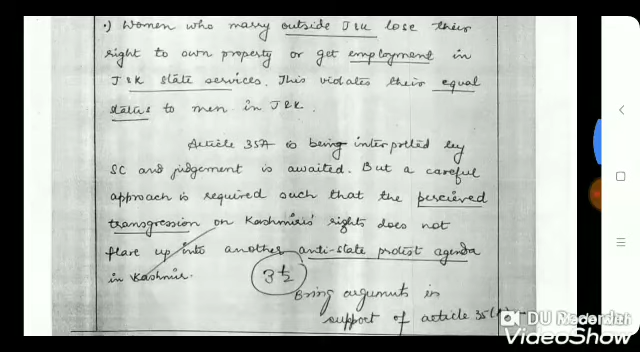 •) Women who marry outside J&K lose their
right to own property or get employment in
J&K state services. This violates their equal
status to men in J&K.
Article 35A is being interpreted by
SC and judgement is awaited. But a careful
approach is required such that the percieved
transgression on Kashmiris's rights does not
flare up into another anti-state protest agenda
in Kashmir.
3½
Bring arguments in
support of article 35(A)
DU Recorder
VideoShow